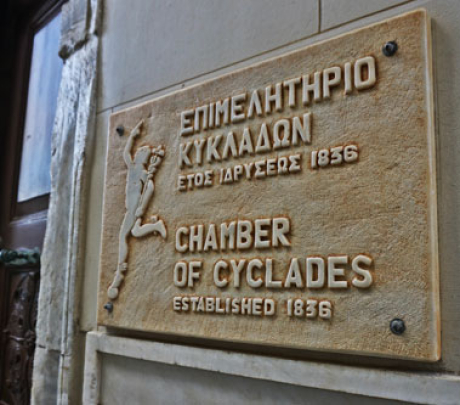 ΕΠΙΜΕΛΗΤΗΡΙΟ
ΚΥΚΛΑΔΩΝ
ΕΤΟΣ ΙΔΡΥΣΕΩΣ 1836
CHAMBER
OF CYCLADES
ESTABLISHED 1836